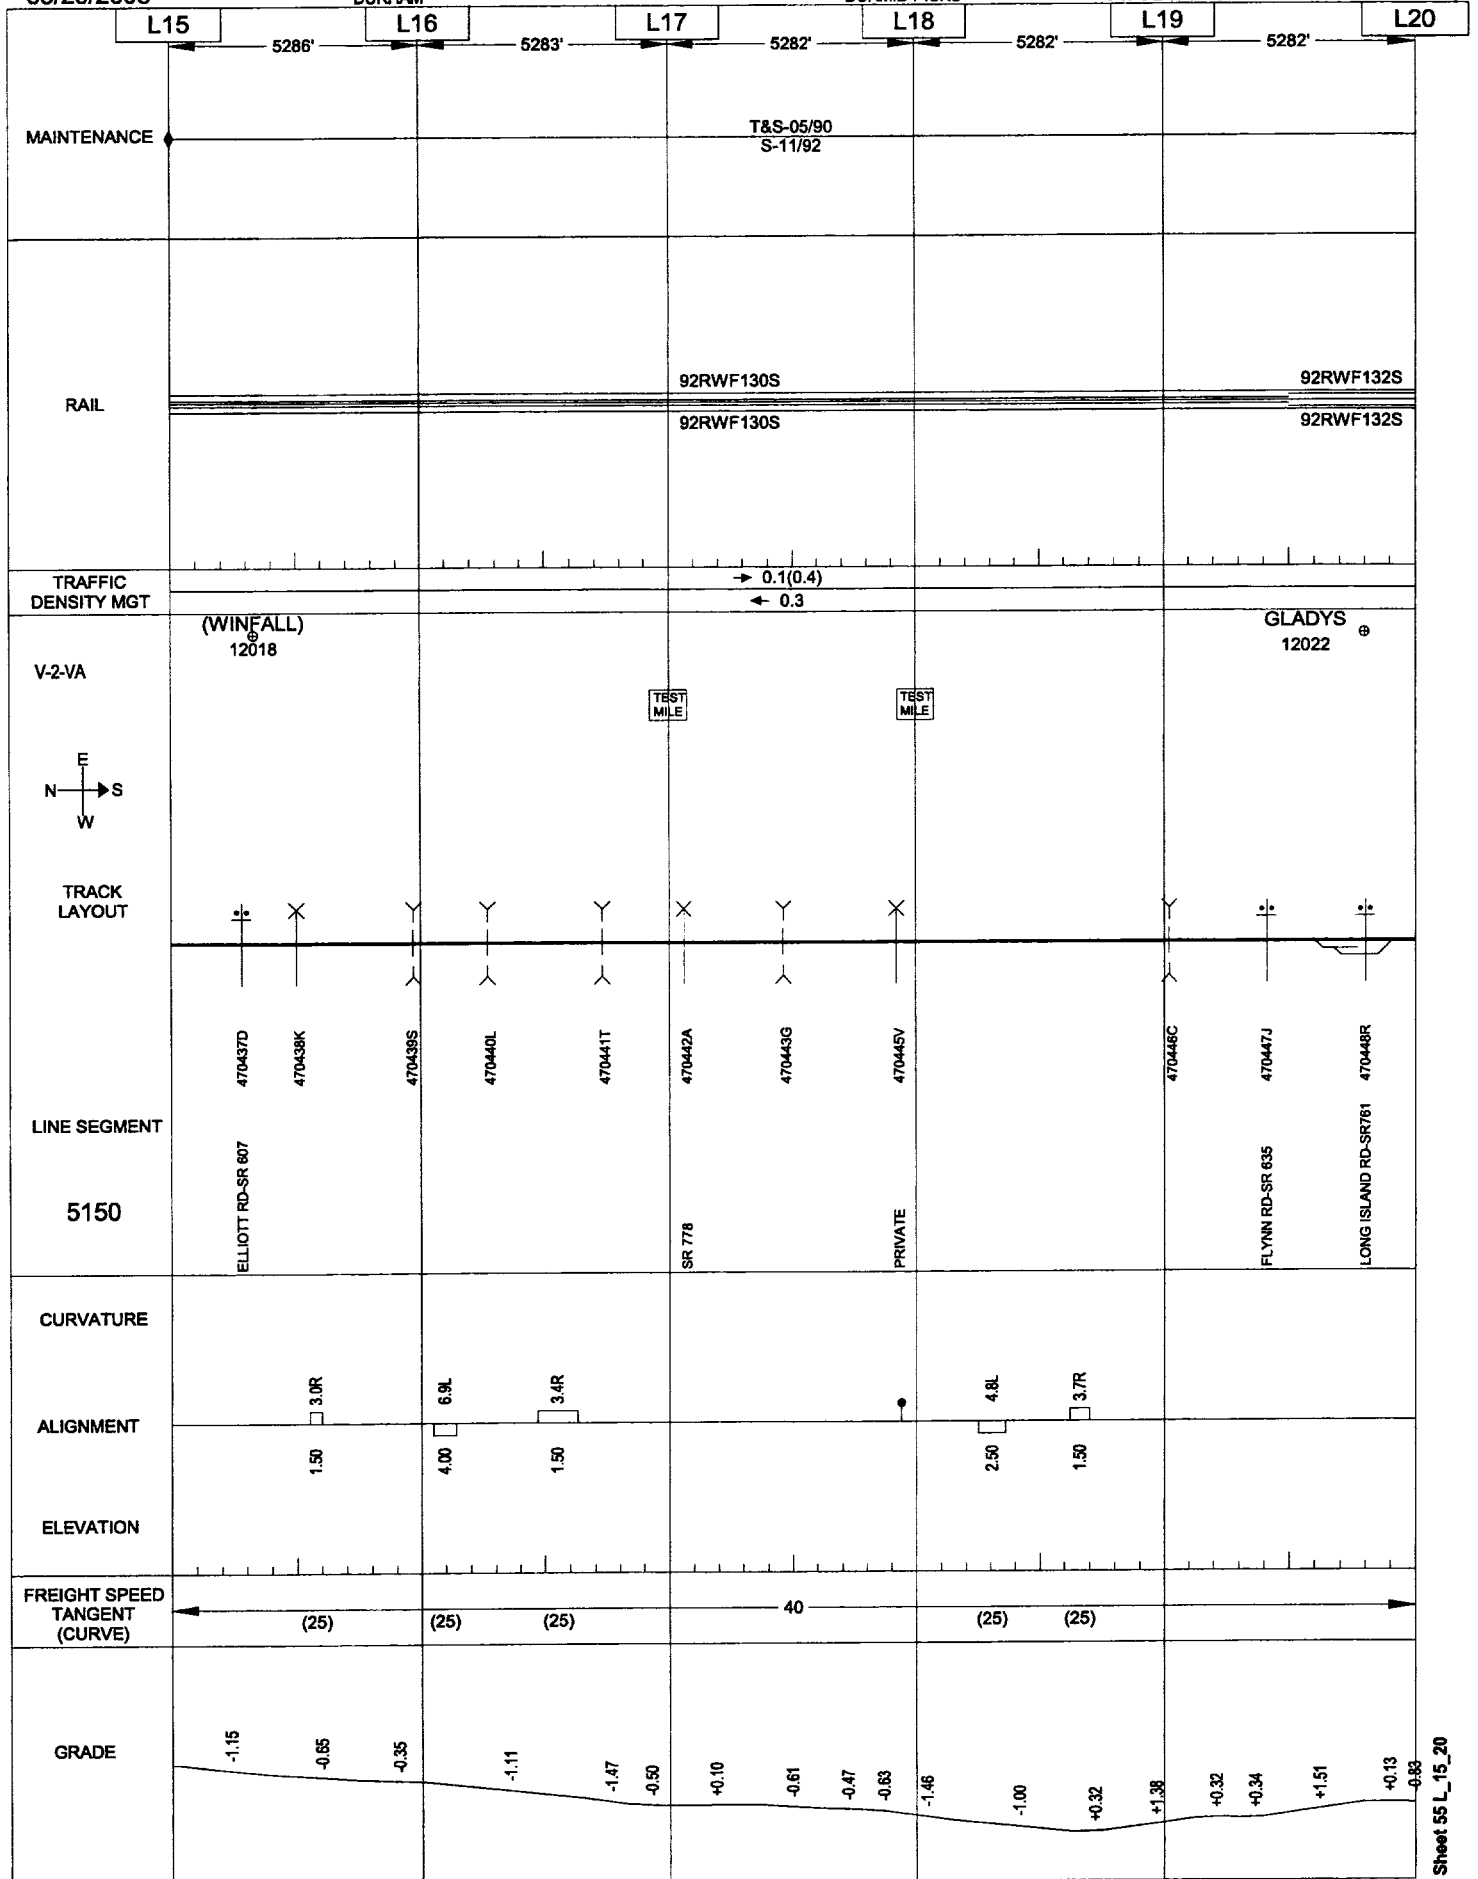 DURHAM
L15 L16 L17 L18 L19 L20
5286' 5283' 5282' 5282' 5282'
MAINTENANCE
T&S-05/90
S-11/92
RAIL
92RWF130S 92RWF132S
92RWF130S 92RWF132S
TRAFFIC
DENSITY MGT
→ 0.1(0.4)
← 0.3
(WINFALL)
12018
GLADYS
12022
V-2-VA
TEST
MILE
TEST
MILE
E
N S
W
TRACK
LAYOUT
470437D
470438K
470439S
470440L
470441T
470442A
470443G
470445V
470446C
470447J
470448R
LINE SEGMENT
5150
ELLIOTT RD-SR 607
SR 778
PRIVATE
FLYNN RD-SR 635
LONG ISLAND RD-SR761
CURVATURE
3.0R
6.9L
3.4R
4.8L
3.7R
ALIGNMENT
1.50
4.00
1.50
2.50
1.50
ELEVATION
FREIGHT SPEED
TANGENT
(CURVE)
40
(25) (25) (25) (25) (25)
GRADE
-1.15
-0.65
-0.35
-1.11
-1.47
-0.50
+0.10
-0.61
-0.47
-0.63
-1.46
-1.00
+0.32
+1.38
+0.32
+0.34
+1.51
+0.13
-0.83
Sheet 55 L_15_20